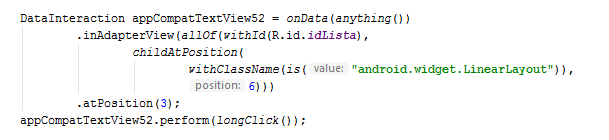 DataInteraction appCompatTextView52 = onData(anything())
.inAdapterView(allOf(withId(R.id.idLista),
childAtPosition(
withClassName(is( value: "android.widget.LinearLayout")),
position: 6)))
.atPosition(3);
appCompatTextView52.perform(longClick());